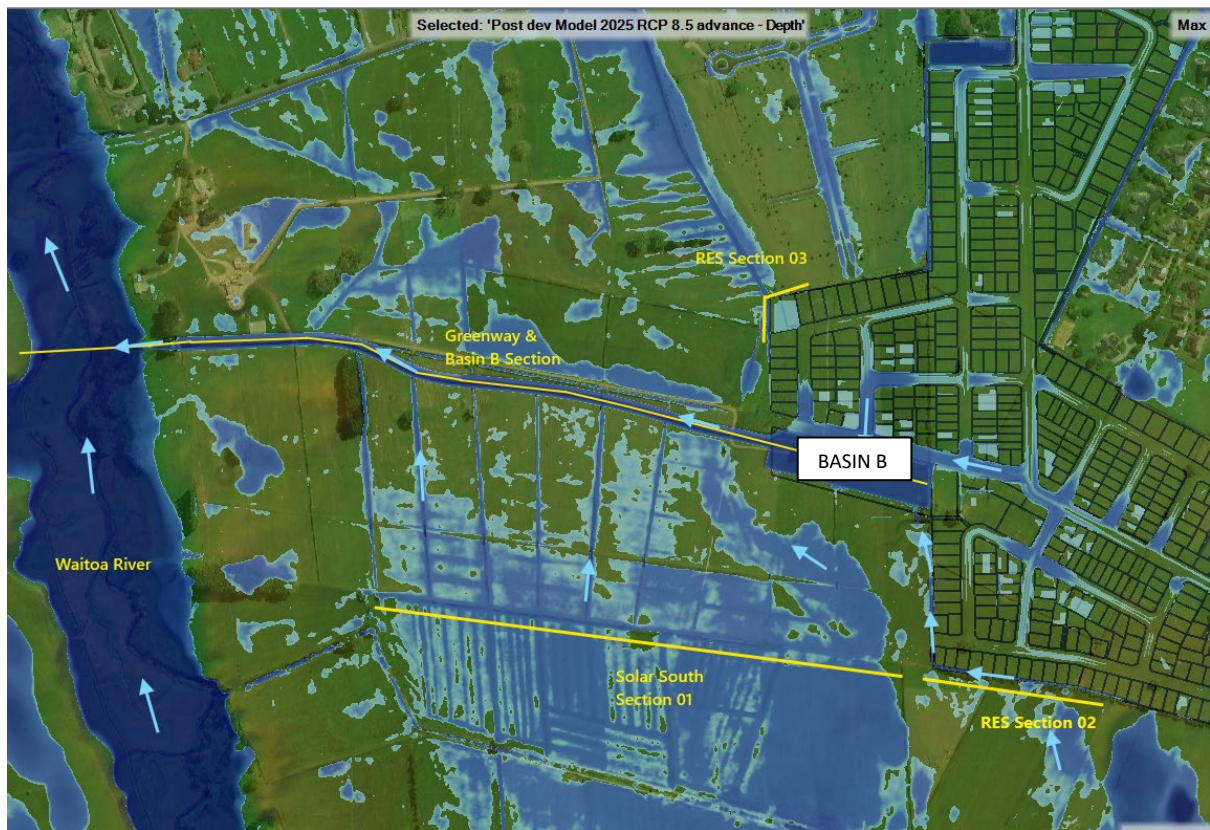 Selected: 'Post dev Model 2025 RCP 8.5 advance - Depth'
Max
RES Section 03
Greenway &
Basin B Section
BASIN B
Waitoa River
Solar South
Section 01
RES Section 02